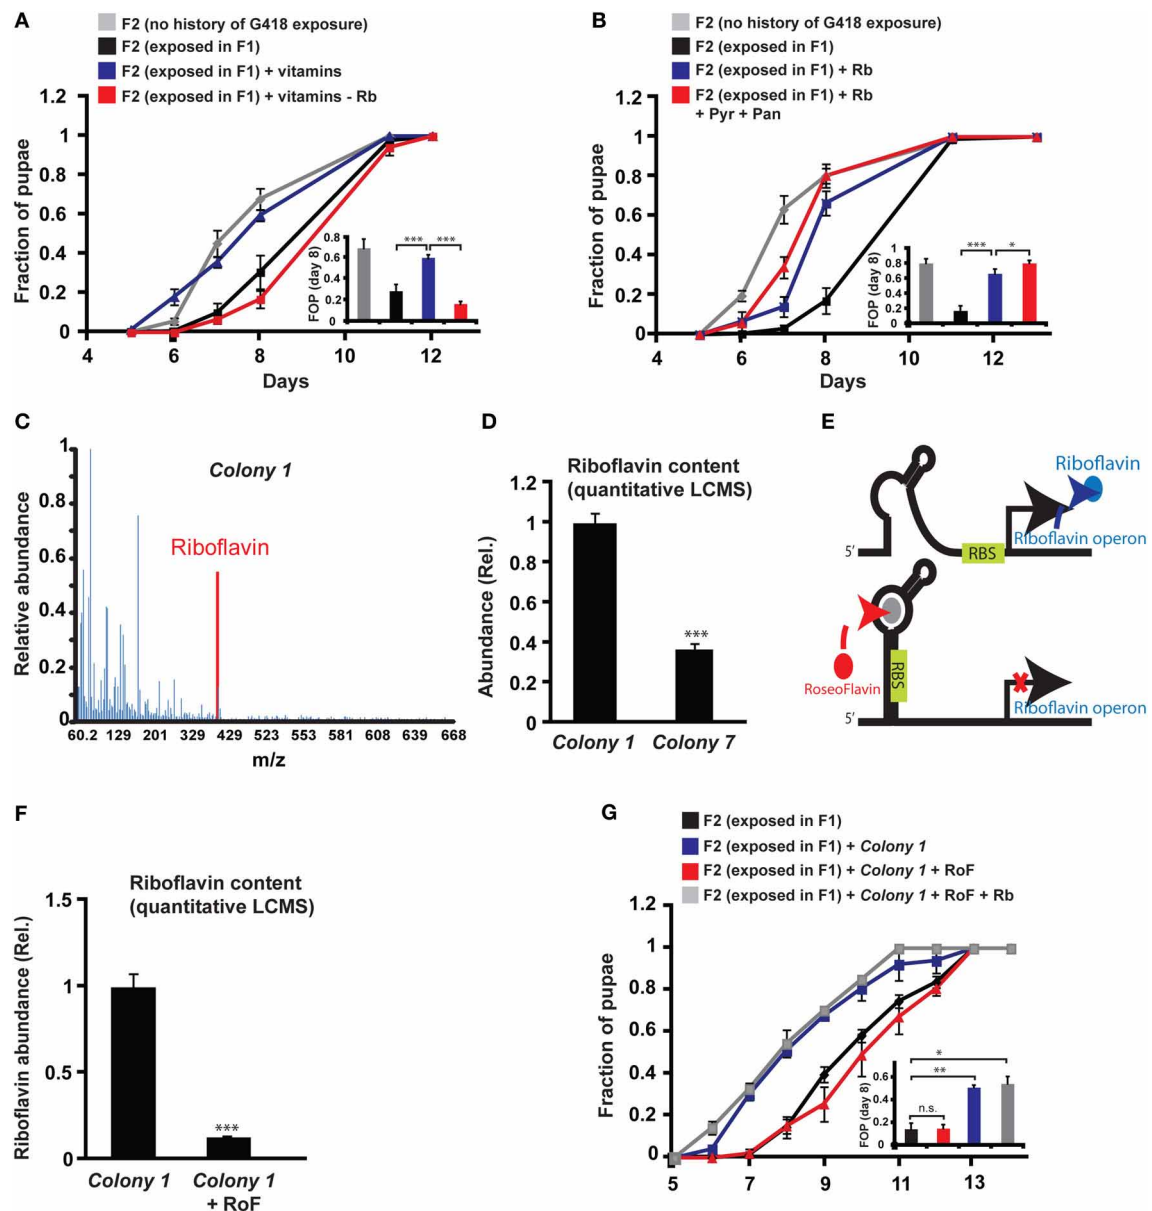 A
F2 (no history of G418 exposure)
F2 (exposed in F1)
F2 (exposed in F1) + vitamins
F2 (exposed in F1) + vitamins - Rb
1.2
1
0.8
0.6
0.4
0.2
0
Fraction of pupae
4
6
8
10
12
Days
FOP (day 8)
0.8
0.6
0.4
0.2
0
***
***
B
F2 (no history of G418 exposure)
F2 (exposed in F1)
F2 (exposed in F1) + Rb
F2 (exposed in F1) + Rb
+ Pyr + Pan
1.2
1
0.8
0.6
0.4
0.2
0
Fraction of pupae
4
6
8
10
12
Days
FOP (day 8)
1
0.8
0.6
0.4
0.2
0
***
*
C
Colony 1
Riboflavin
1
0.8
0.6
0.4
0.2
0
Relative abundance
60.2 129 201 329 429 523 553 581 608 639 668
m/z
D
Riboflavin content
(quantitative LCMS)
1.2
1
0.8
0.6
0.4
0.2
0
Abundance (Rel.)
***
Colony 1 Colony 7
E
Riboflavin
Riboflavin operon
RBS
5′
RoseoFlavin
RBS
Riboflavin operon
5′
F
Riboflavin content
(quantitative LCMS)
1.5
1
0.5
0
Riboflavin abundance (Rel.)
***
Colony 1 Colony 1
+ RoF
G
F2 (exposed in F1)
F2 (exposed in F1) + Colony 1
F2 (exposed in F1) + Colony 1 + RoF
F2 (exposed in F1) + Colony 1 + RoF + Rb
1.2
1
0.8
0.6
0.4
0.2
0
Fraction of pupae
5
7
9
11
13
FOP (day 8)
0.6
0.4
0.2
0
*
**
n.s.